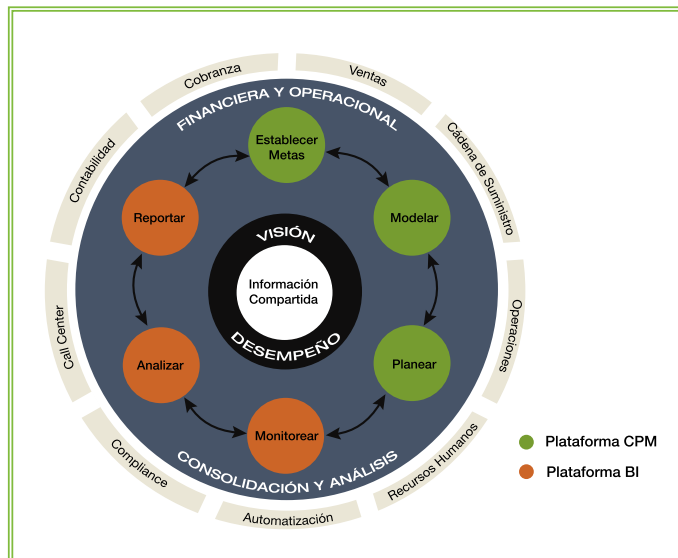 Cobranza
Ventas
Cádena de Suministro
Operaciones
Recursos Humanos
Automatización
Compliance
Call Center
Contabilidad
FINANCIERA Y OPERACIONAL
Establecer
Metas
Modelar
Planear
Monitorear
Analizar
Reportar
VISIÓN
Información
Compartida
DESEMPEÑO
CONSOLIDACIÓN Y ANÁLISIS
Plataforma CPM
Plataforma BI